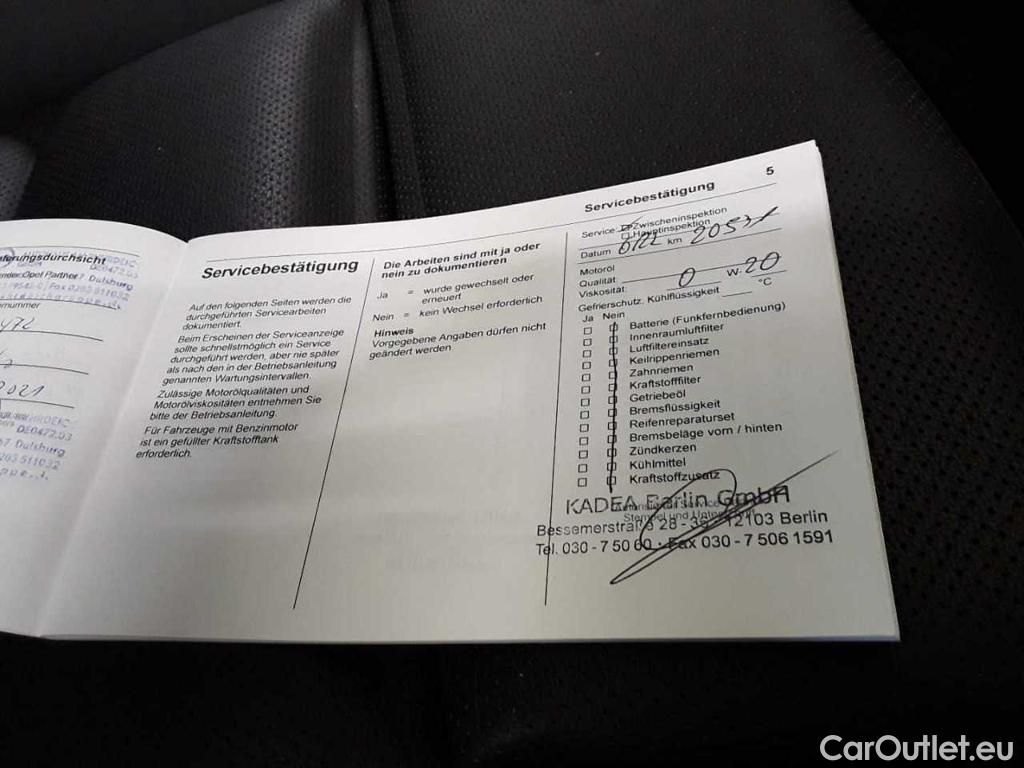 Servicebestätigung
Auf den folgenden Seiten werden die
durchgeführten Servicearbeiten
dokumentiert.
Beim Erscheinen der Serviceanzeige
sollte schnellstmöglich ein Service
durchgeführt werden, aber nie später
als nach den in der Betriebsanleitung
genannten Wartungsintervallen.
Zulässige Motorölqualitäten und
Motorölviskositäten entnehmen Sie
bitte der Betriebsanleitung.
Für Fahrzeuge mit Benzinmotor
ist ein gefüllter Kraftstofftank
erforderlich.
Die Arbeiten sind mit ja oder
nein zu dokumentieren
Ja = wurde gewechselt oder
erneuert
Nein = kein Wechsel erforderlich
Hinweis
Vorgegebene Angaben dürfen nicht
geändert werden.
Servicebestätigung 5
Service: Zwischeninspektion
Hauptinspektion
Datum km
Motoröl
Qualität:
Viskosität: 0 W- 20
Gefrierschutz, Kühlflüssigkeit °C
Ja Nein
Batterie (Funkfernbedienung)
Innenraumluftfilter
Luftfiltereinsatz
Keilrippenriemen
Zahnriemen
Kraftstofffilter
Getriebeöl
Bremsflüssigkeit
Reifenreparaturset
Bremsbeläge vorn / hinten
Zündkerzen
Kühlmittel
Kraftstoffzusatz
KADEA Berlin GmbH
Bessemerstraße 28 - 12103 Berlin
Tel. 030 - 7 50 60 · Fax 030 - 7 506 1591
2021
Duisburg
CarOutlet.eu